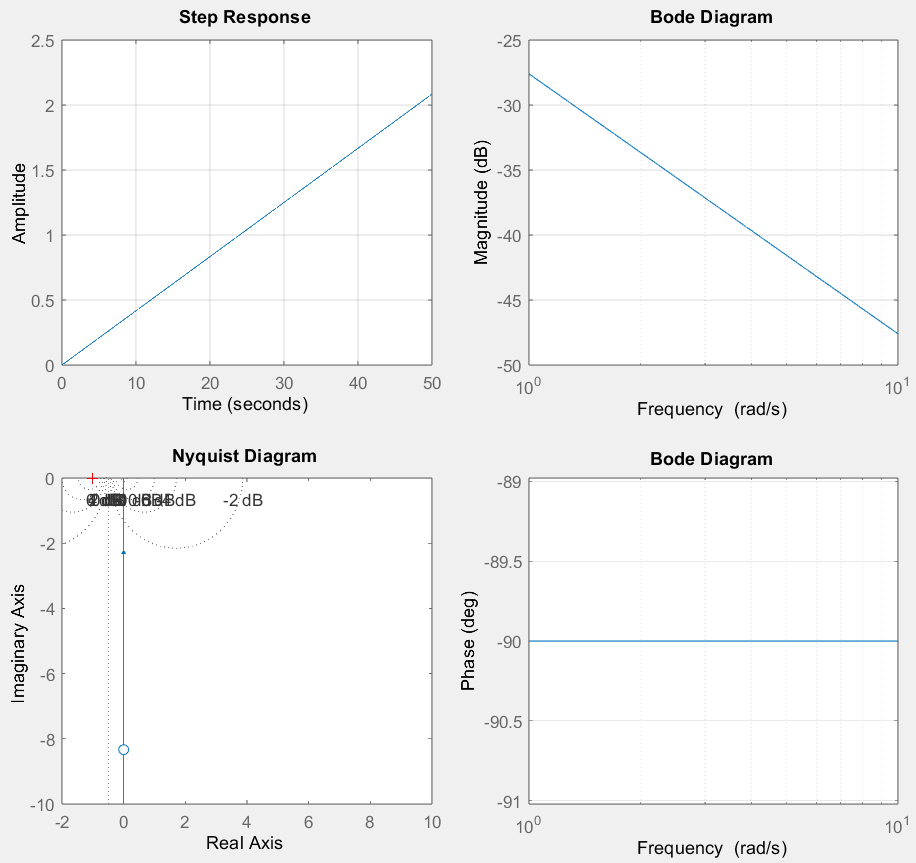 Step Response
2.5
2
1.5
1
0.5
0
Amplitude
0 10 20 30 40 50
Time (seconds)
Bode Diagram
-25
-30
-35
-40
-45
-50
Magnitude (dB)
10^0 10^1
Frequency (rad/s)
Nyquist Diagram
0
-2
-4
-6
-8
-10
Imaginary Axis
-2 dB
-2 0 2 4 6 8 10
Real Axis
Bode Diagram
-89
-89.5
-90
-90.5
-91
Phase (deg)
10^0 10^1
Frequency (rad/s)